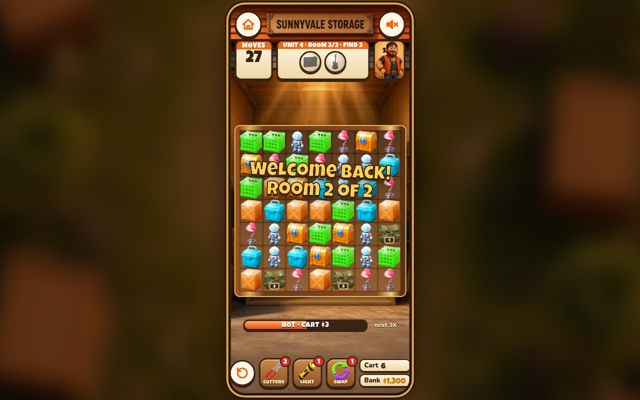 SUNNYVALE STORAGE
MOVES
27
UNIT 4 · ROOM 2/2 · FIND 2
WELCOME BACK!
ROOM 2 OF 2
HOT · CART $3
next 3X
2
1
1
CUTTERS
LIGHT
SWAP
Cart 6
Bank $1,300